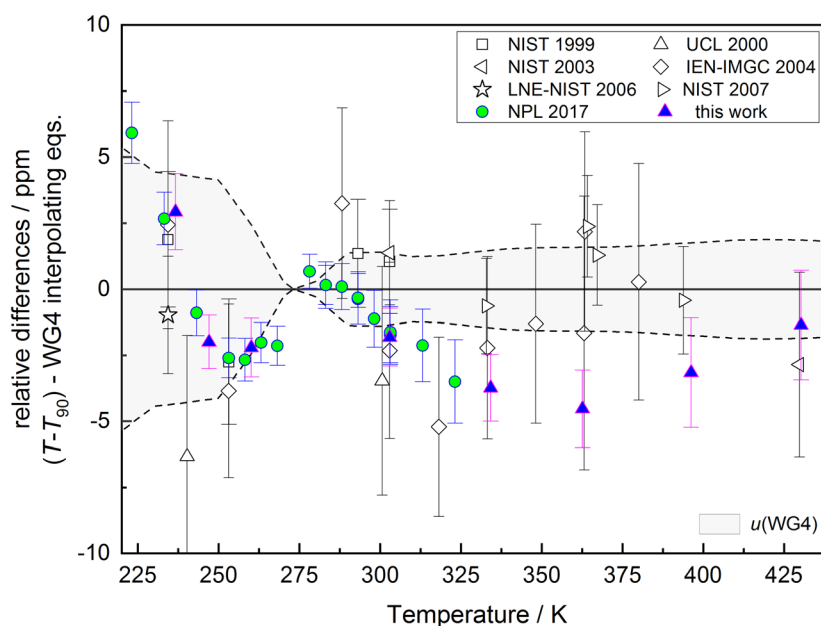 relative differences / ppm
(T-T90) - WG4 interpolating eqs.
10
5
0
-5
-10
NIST 1999
UCL 2000
NIST 2003
IEN-IMGC 2004
LNE-NIST 2006
NIST 2007
NPL 2017
this work
u(WG4)
225
250
275
300
325
350
375
400
425
Temperature / K